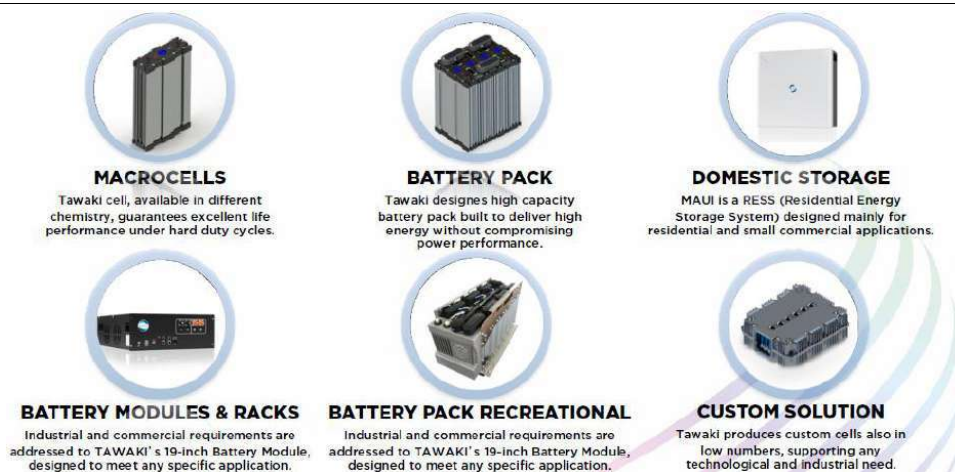 MACROCELLS
Tawaki cell, available in different
chemistry, guarantees excellent life
performance under hard duty cycles.
BATTERY PACK
Tawaki designes high capacity
battery pack built to deliver high
energy without compromising
power performance.
DOMESTIC STORAGE
MAUI is a RESS (Residential Energy
Storage System) designed mainly for
residential and small commercial applications.
BATTERY MODULES & RACKS
Industrial and commercial requirements are
addressed to TAWAKI's 19-inch Battery Module,
designed to meet any specific application.
BATTERY PACK RECREATIONAL
Industrial and commercial requirements are
addressed to TAWAKI's 19-inch Battery Module,
designed to meet any specific application.
CUSTOM SOLUTION
Tawaki produces custom cells also in
low numbers, supporting any
technological and industrial need.